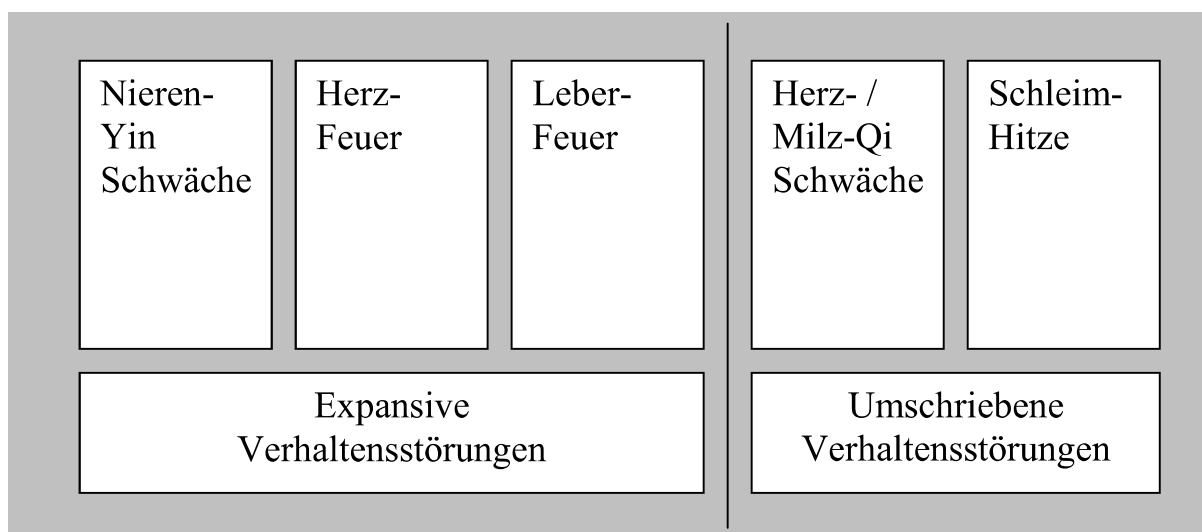 Nieren-
Yin
Schwäche
Herz-
Feuer
Leber-
Feuer
Herz- /
Milz-Qi
Schwäche
Schleim-
Hitze
Expansive
Verhaltensstörungen
Umschriebene
Verhaltensstörungen